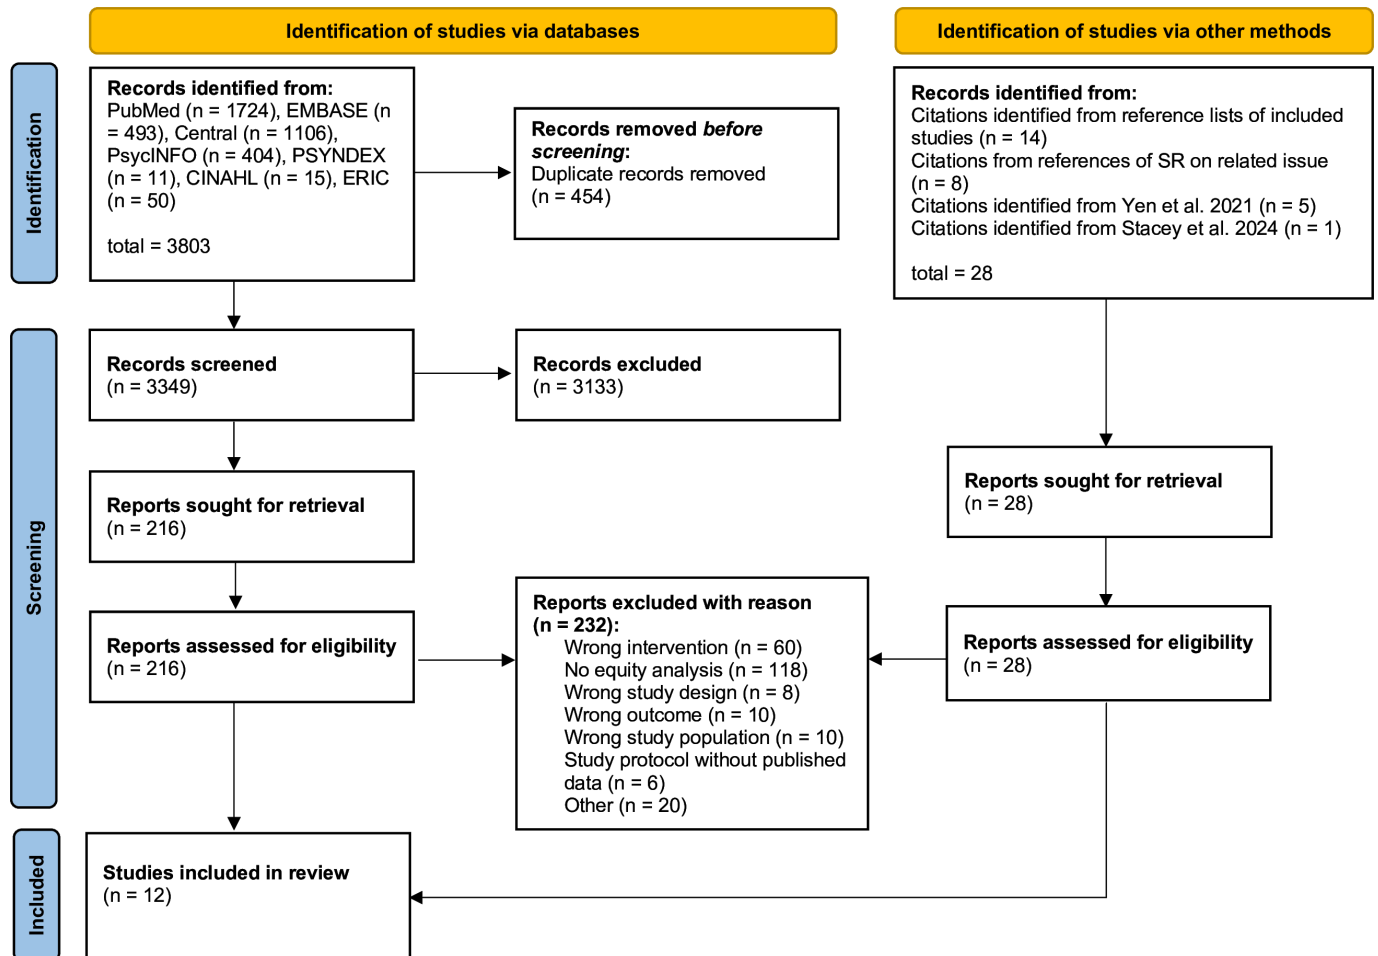 Identification of studies via databases
Identification of studies via other methods
Identification
Records identified from:
PubMed (n = 1724), EMBASE (n
= 493), Central (n = 1106),
PsycINFO (n = 404), PSYNDEX
(n = 11), CINAHL (n = 15), ERIC
(n = 50)
total = 3803
Records removed before
screening:
Duplicate records removed
(n = 454)
Records identified from:
Citations identified from reference lists of included
studies (n = 14)
Citations from references of SR on related issue
(n = 8)
Citations identified from Yen et al. 2021 (n = 5)
Citations identified from Stacey et al. 2024 (n = 1)
total = 28
Screening
Records screened
(n = 3349)
Records excluded
(n = 3133)
Reports sought for retrieval
(n = 216)
Reports sought for retrieval
(n = 28)
Reports assessed for eligibility
(n = 216)
Reports excluded with reason
(n = 232):
Wrong intervention (n = 60)
No equity analysis (n = 118)
Wrong study design (n = 8)
Wrong outcome (n = 10)
Wrong study population (n = 10)
Study protocol without published
data (n = 6)
Other (n = 20)
Reports assessed for eligibility
(n = 28)
Included
Studies included in review
(n = 12)